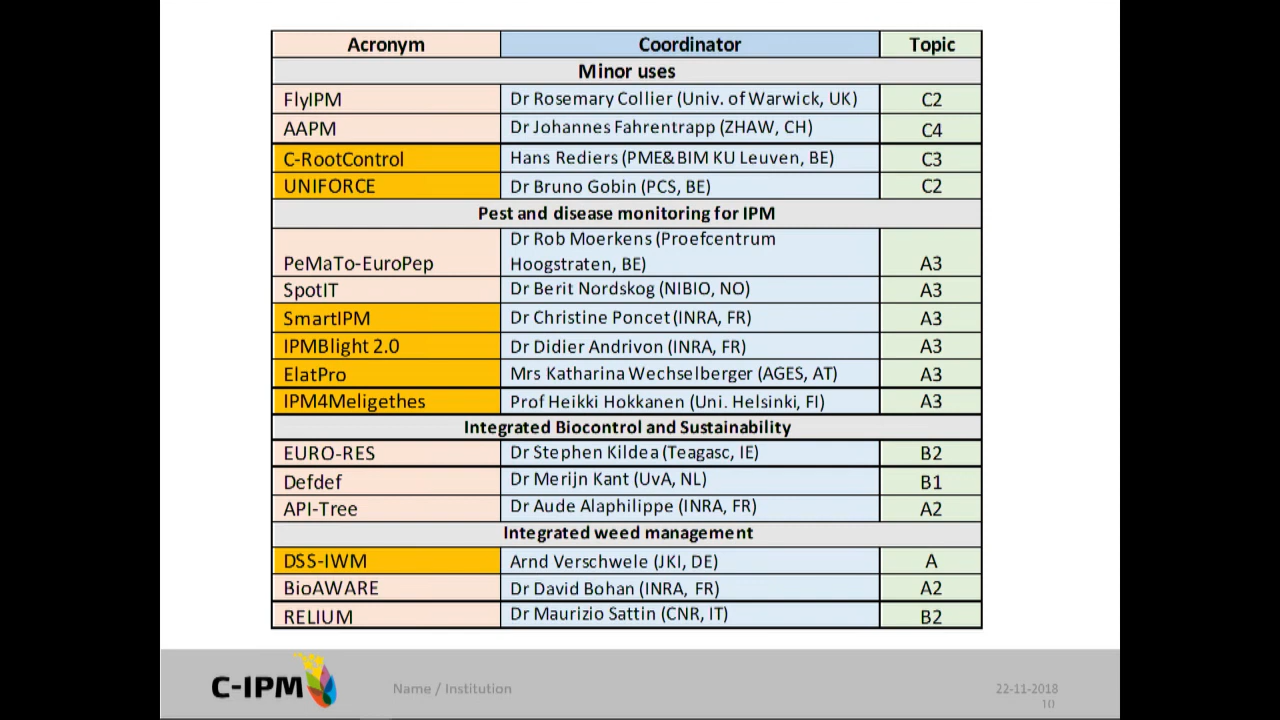 Acronym Coordinator Topic
Minor uses
FlyIPM Dr Rosemary Collier (Univ. of Warwick, UK) C2
AAPM Dr Johannes Fahrentrapp (ZHAW, CH) C4
C-RootControl Hans Rediers (PME&BIM KU Leuven, BE) C3
UNIFORCE Dr Bruno Gobin (PCS, BE) C2
Pest and disease monitoring for IPM
Dr Rob Moerkens (Proefcentrum
PeMaTo-EuroPep Hoogstraten, BE) A3
SpotIT Dr Berit Nordskog (NIBIO, NO) A3
SmartIPM Dr Christine Poncet (INRA, FR) A3
IPMBlight 2.0 Dr Didier Andrivon (INRA, FR) A3
ElatPro Mrs Katharina Wechselberger (AGES, AT) A3
IPM4Meligethes Prof Heikki Hokkanen (Uni. Helsinki, FI) A3
Integrated Biocontrol and Sustainability
EURO-RES Dr Stephen Kildea (Teagasc, IE) B2
Defdef Dr Merijn Kant (UvA, NL) B1
API-Tree Dr Aude Alaphilippe (INRA, FR) A2
Integrated weed management
DSS-IWM Arnd Verschwele (JKI, DE) A
BioAWARE Dr David Bohan (INRA, FR) A2
RELIUM Dr Maurizio Sattin (CNR, IT) B2
C-IPM Name / Institution 22-11-2018
10